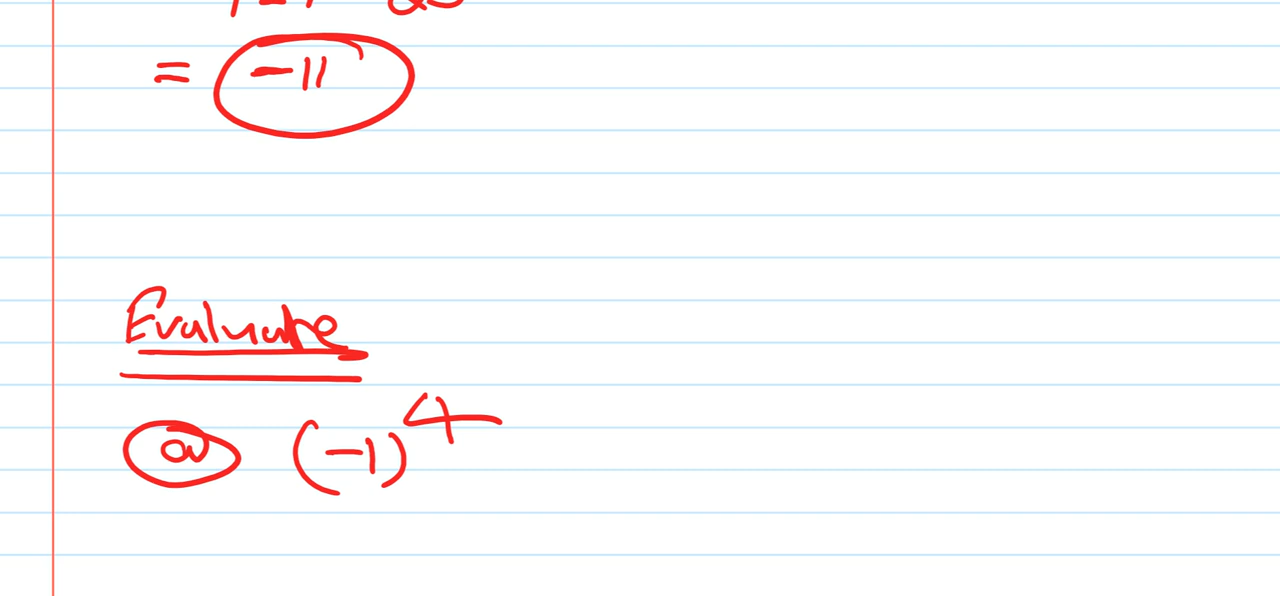 = -11
Evaluate
a (-1)^4